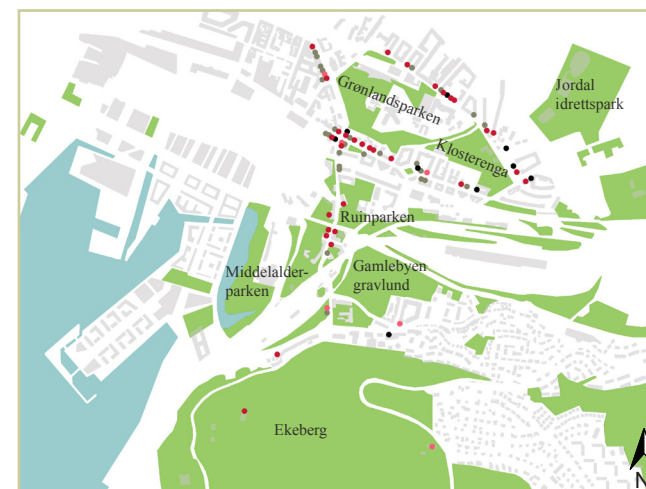 Jordal
idrettspark
Grønlandsparken
Klosterenga
Ruinparken
Middelalder-
parken
Gamlebyen
gravlund
Ekeberg
N